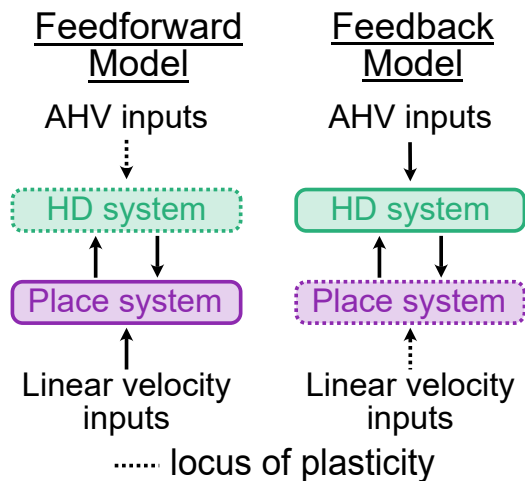 Feedforward
Model
AHV inputs
HD system
Place system
Linear velocity
inputs
Feedback
Model
AHV inputs
HD system
Place system
Linear velocity
inputs
locus of plasticity